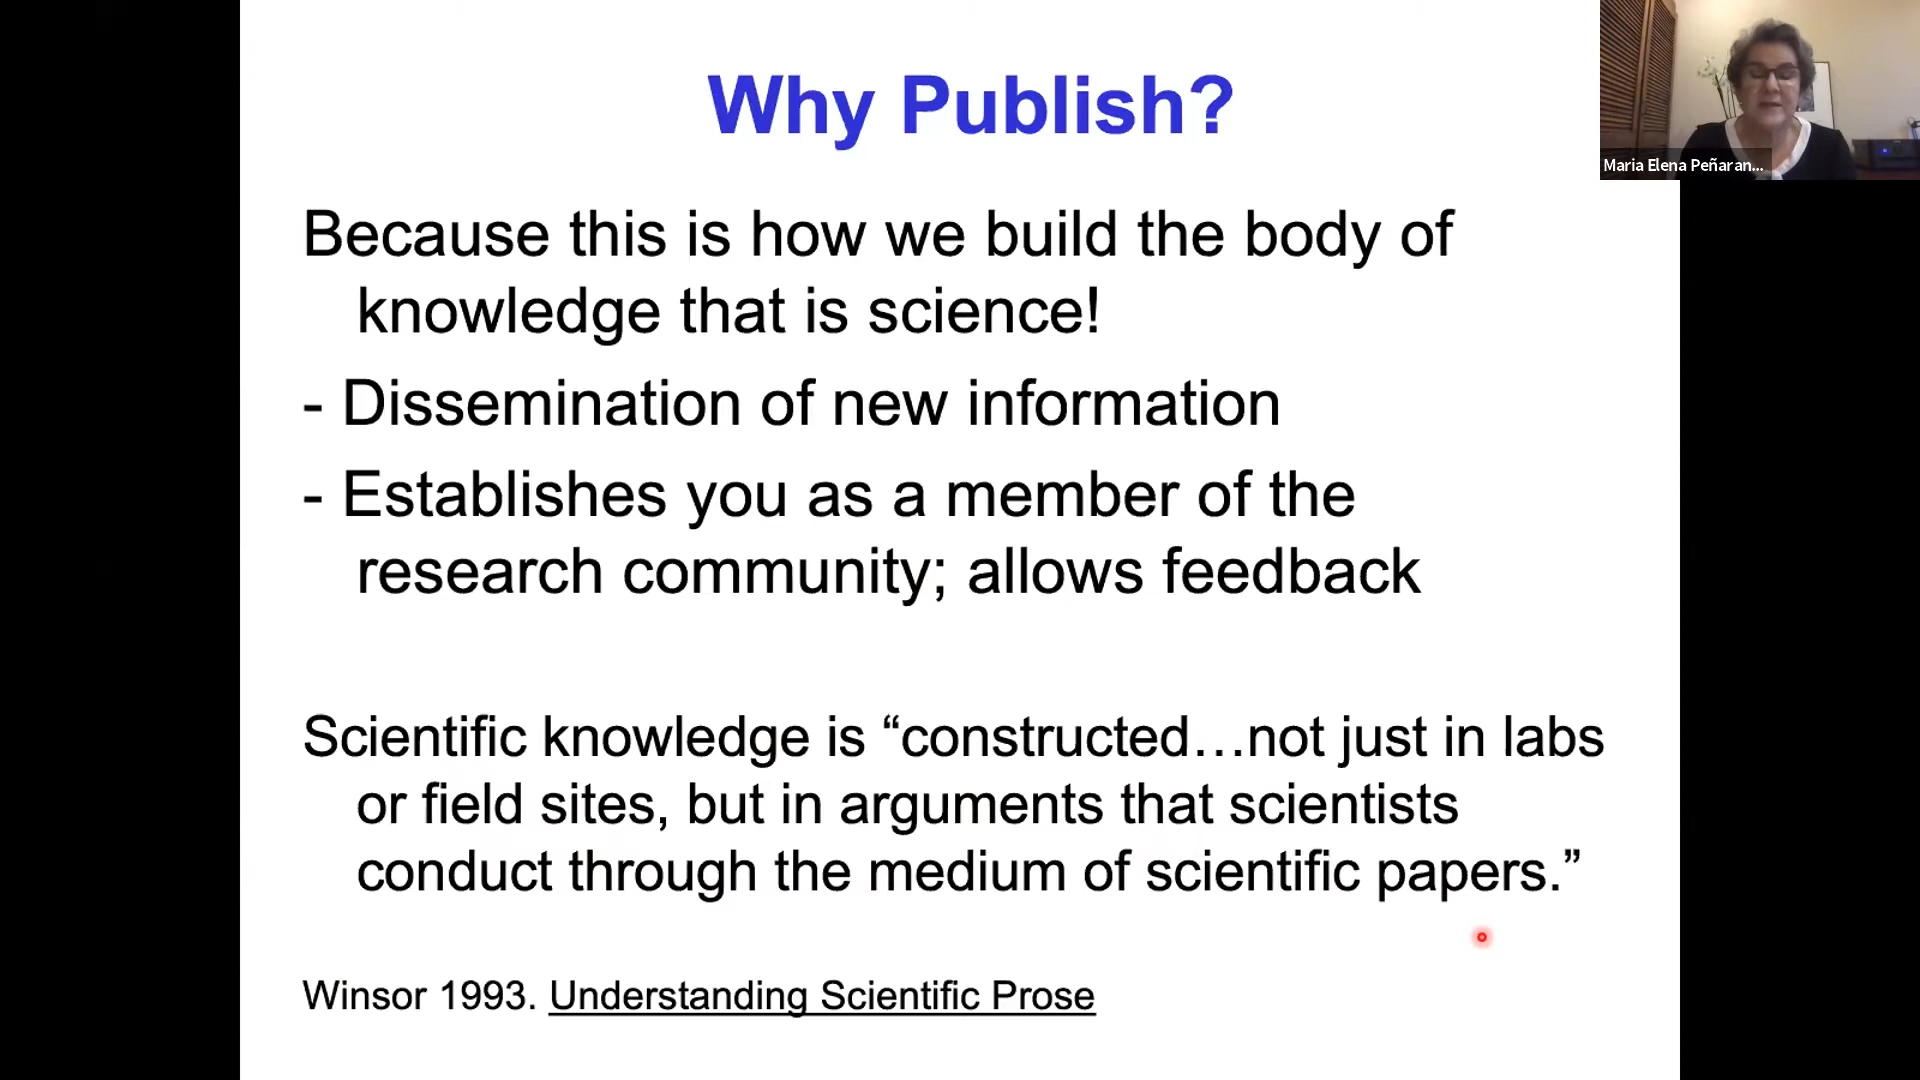 Why Publish?
Maria Elena Peñaran...
Because this is how we build the body of
knowledge that is science!
- Dissemination of new information
- Establishes you as a member of the
research community; allows feedback
Scientific knowledge is “constructed…not just in labs
or field sites, but in arguments that scientists
conduct through the medium of scientific papers.”
Winsor 1993. Understanding Scientific Prose